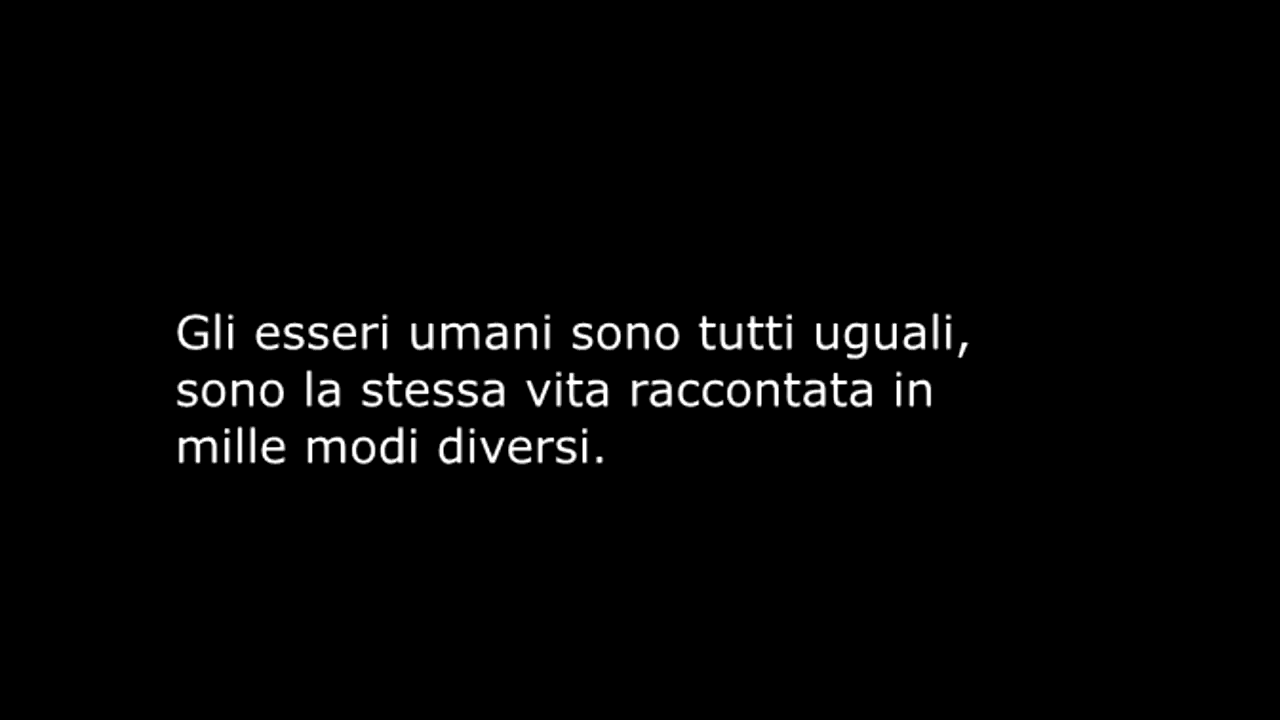 Gli esseri umani sono tutti uguali,
sono la stessa vita raccontata in
mille modi diversi.